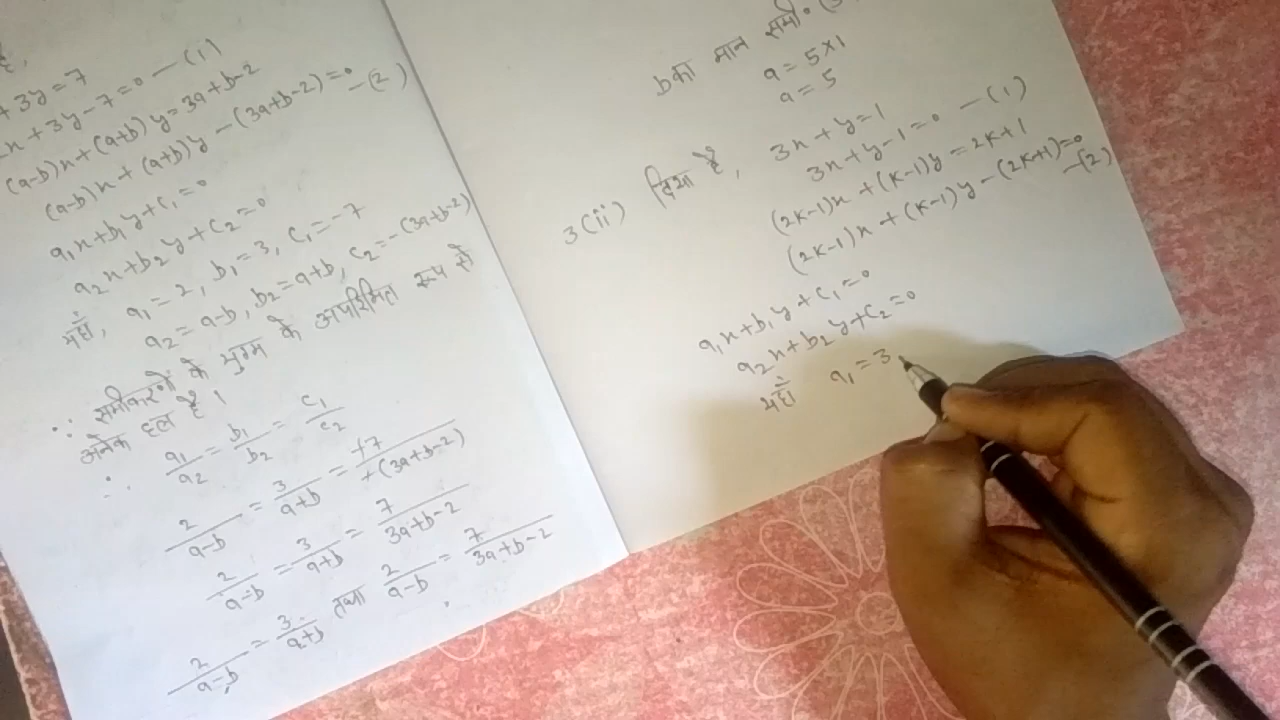 + 3y = 7
2x + 3y - 7 = 0 — (i)
(a-b)x + (a+b)y = 3a+b-2
(a-b)x + (a+b)y - (3a+b-2) = 0 — (2)
a₁x + b₁y + c₁ = 0
a₂x + b₂y + c₂ = 0
यहाँ, a₁ = 2, b₁ = 3, c₁ = -7
a₂ = a-b, b₂ = a+b, c₂ = -(3a+b-2)
∵ समीकरणों के युग्म के अपरिमित रूप से
अनेक हल है।
∴ a₁/a₂ = b₁/b₂ = c₁/c₂
2/(a-b) = 3/(a+b) = +7/+(3a+b-2)
2/(a-b) = 3/(a+b) = 7/(3a+b-2)
2/(a-b) = 3/(a+b) तथा 2/(a-b) = 7/(3a+b-2)
b का मान समी०
a = 5×1
a = 5
3(ii) दिया है, 3x + y = 1
3x + y - 1 = 0 — (1)
(2k-1)x + (k-1)y = 2k+1
(2k-1)x + (k-1)y - (2k+1) = 0 — (2)
a₁x + b₁y + c₁ = 0
a₂x + b₂y + c₂ = 0
यहाँ a₁ = 3